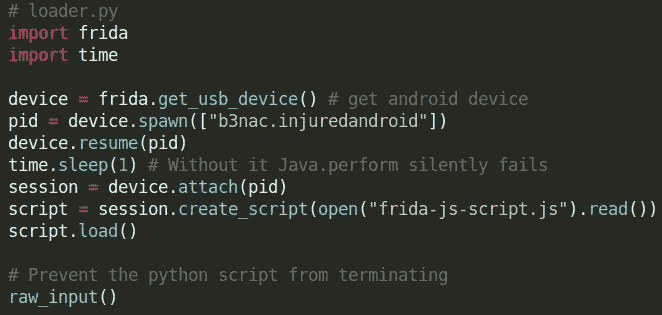 # loader.py
import frida
import time
device = frida.get_usb_device() # get android device
pid = device.spawn(["b3nac.injuredandroid"])
device.resume(pid)
time.sleep(1) # Without it Java.perform silently fails
session = device.attach(pid)
script = session.create_script(open("frida-js-script.js").read())
script.load()
# Prevent the python script from terminating
raw_input()